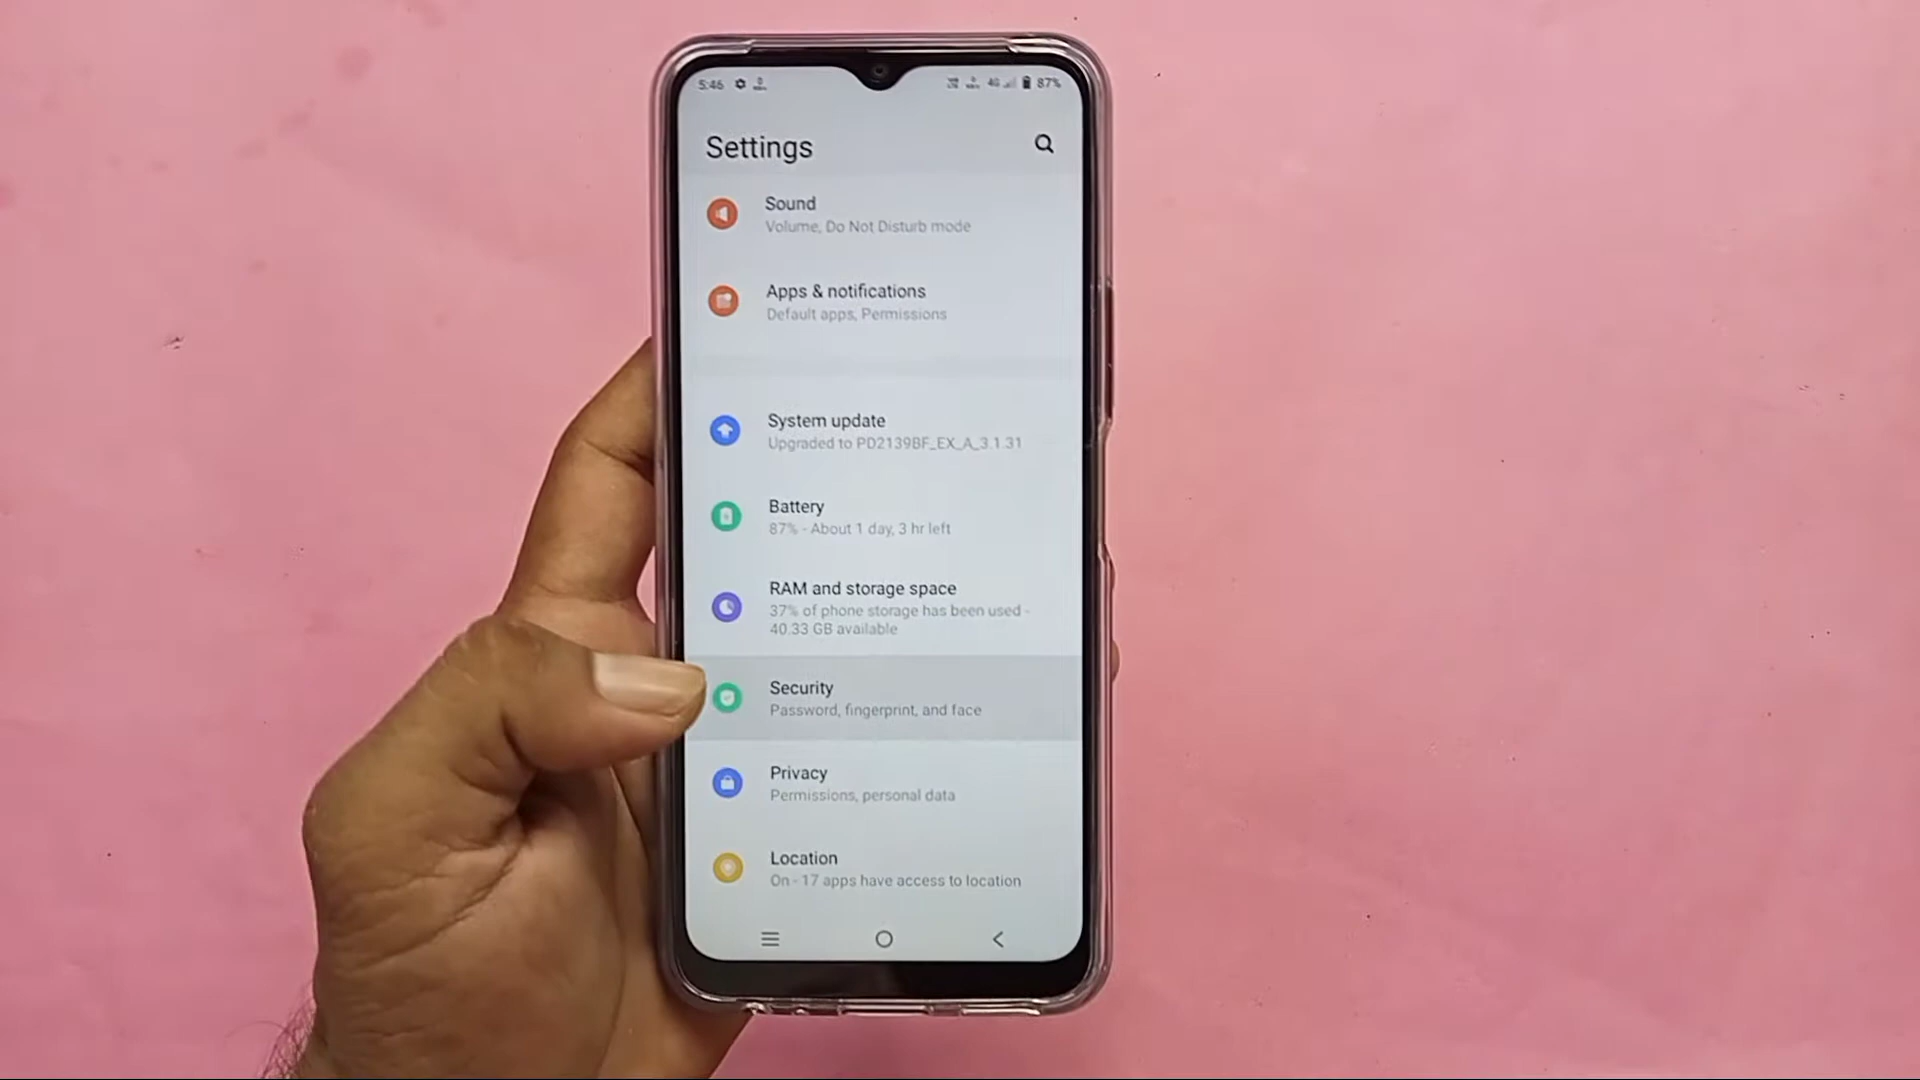 5:46 4G 87%
Settings
Sound
Volume, Do Not Disturb mode
Apps & notifications
Default apps, Permissions
System update
Upgraded to PD2139BF_EX_A_3.1.31
Battery
87% - About 1 day, 3 hr left
RAM and storage space
37% of phone storage has been used -
40.33 GB available
Security
Password, fingerprint, and face
Privacy
Permissions, personal data
Location
On - 17 apps have access to location